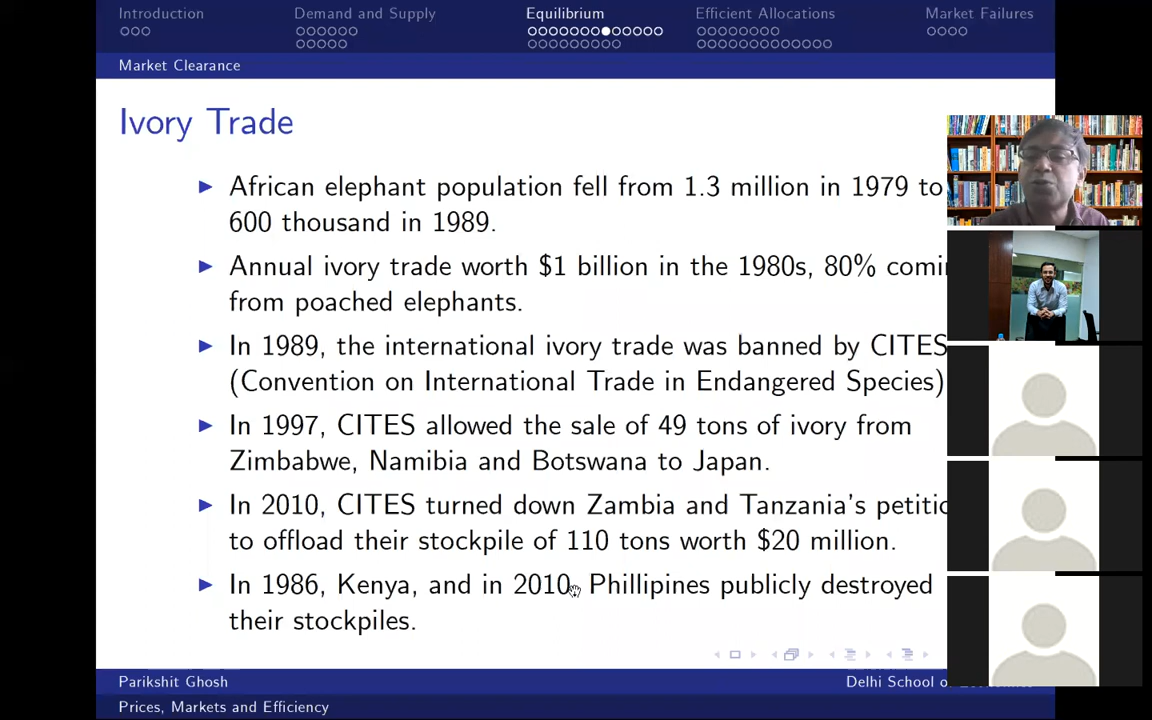 Introduction
Demand and Supply
Equilibrium
Efficient Allocations
Market Failures
Market Clearance
Ivory Trade
African elephant population fell from 1.3 million in 1979 to
600 thousand in 1989.
Annual ivory trade worth $1 billion in the 1980s, 80% comin
from poached elephants.
In 1989, the international ivory trade was banned by CITES
(Convention on International Trade in Endangered Species)
In 1997, CITES allowed the sale of 49 tons of ivory from
Zimbabwe, Namibia and Botswana to Japan.
In 2010, CITES turned down Zambia and Tanzania's petitio
to offload their stockpile of 110 tons worth $20 million.
In 1986, Kenya, and in 2010, Phillipines publicly destroyed
their stockpiles.
Parikshit Ghosh
Delhi School
Prices, Markets and Efficiency